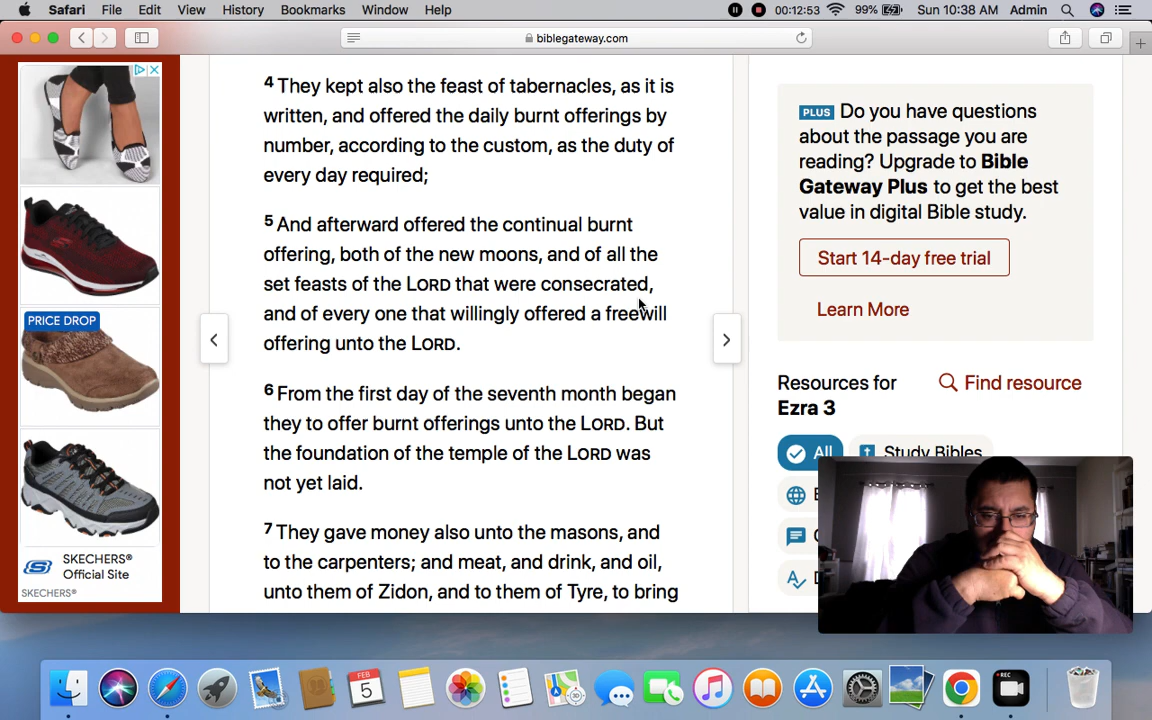 Safari File Edit View History Bookmarks Window Help 00:12:53 99% Sun 10:38 AM Admin
biblegateway.com
4 They kept also the feast of tabernacles, as it is
written, and offered the daily burnt offerings by
number, according to the custom, as the duty of
every day required;
5 And afterward offered the continual burnt
offering, both of the new moons, and of all the
set feasts of the LORD that were consecrated,
and of every one that willingly offered a freewill
offering unto the LORD.
6 From the first day of the seventh month began
they to offer burnt offerings unto the LORD. But
the foundation of the temple of the LORD was
not yet laid.
7 They gave money also unto the masons, and
to the carpenters; and meat, and drink, and oil,
unto them of Zidon, and to them of Tyre, to bring
PRICE DROP
SKECHERS®
Official Site
SKECHERS®
PLUS Do you have questions
about the passage you are
reading? Upgrade to Bible
Gateway Plus to get the best
value in digital Bible study.
Start 14-day free trial
Learn More
Resources for
Ezra 3
Find resource
All
Study Bibles
FEB
5
REC